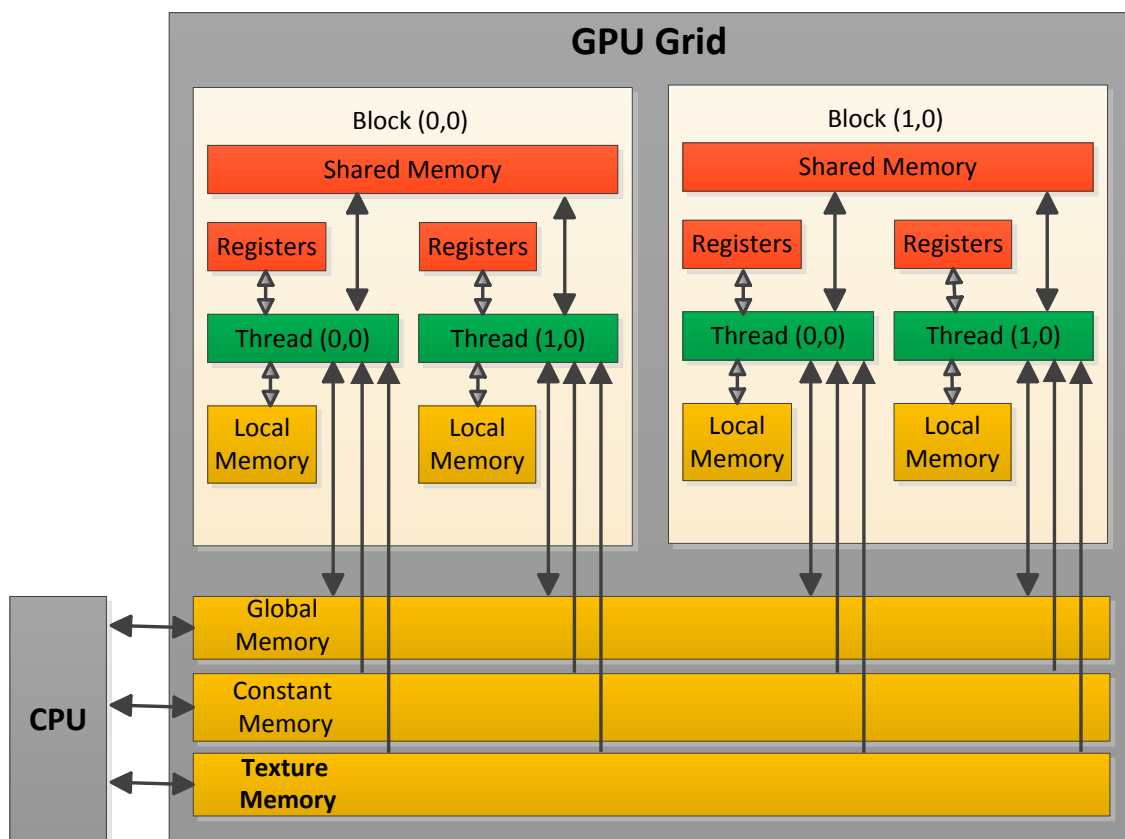 GPU Grid
Block (0,0)
Shared Memory
Registers
Registers
Thread (0,0)
Thread (1,0)
Local
Memory
Local
Memory
Block (1,0)
Shared Memory
Registers
Registers
Thread (0,0)
Thread (1,0)
Local
Memory
Local
Memory
CPU
Global
Memory
Constant
Memory
Texture
Memory